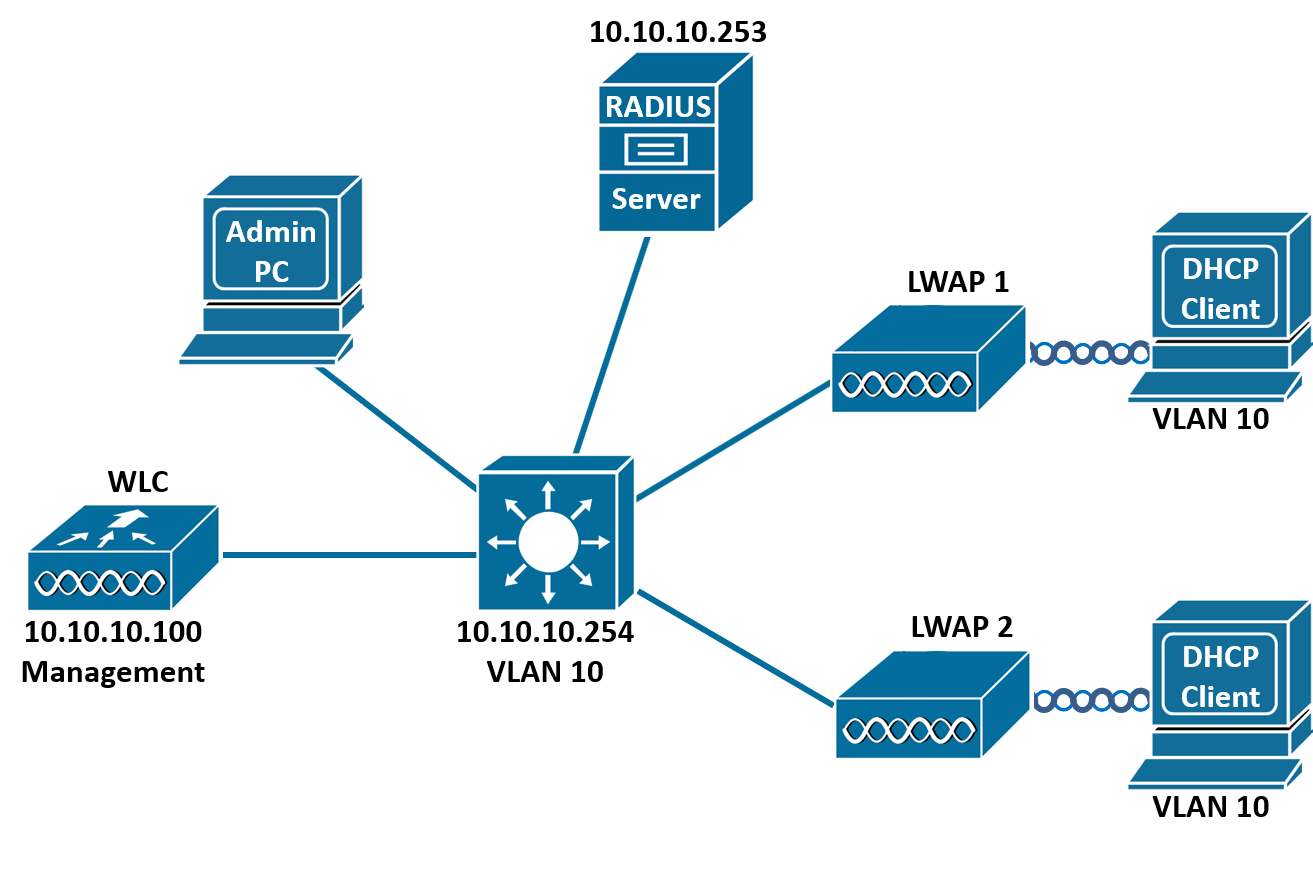 10.10.10.253
RADIUS
Server
Admin
PC
LWAP 1
DHCP
Client
VLAN 10
WLC
10.10.10.100
Management
10.10.10.254
VLAN 10
LWAP 2
DHCP
Client
VLAN 10